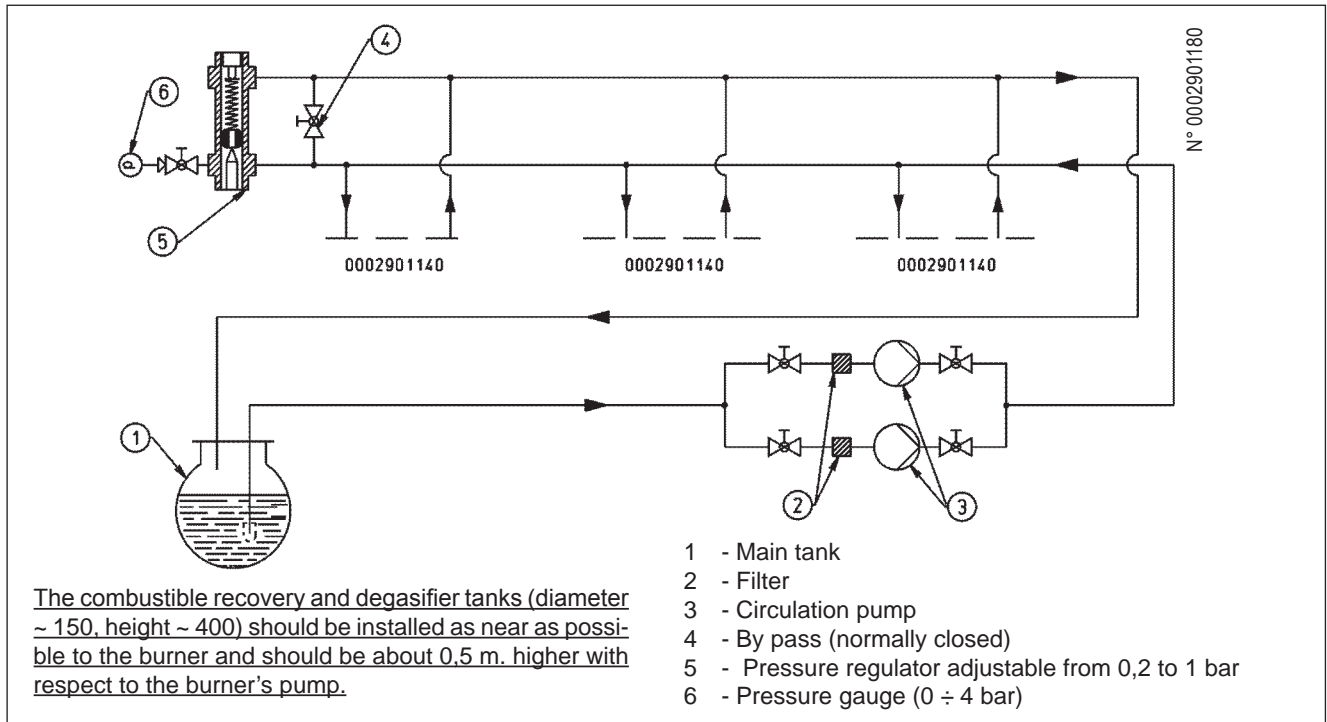 4
N° 0002901180
6
5
0002901140
0002901140
0002901140
1
2
3
The combustible recovery and degasifier tanks (diameter
~ 150, height ~ 400) should be installed as near as possi-
ble to the burner and should be about 0,5 m. higher with
respect to the burner’s pump.
1 - Main tank
2 - Filter
3 - Circulation pump
4 - By pass (normally closed)
5 - Pressure regulator adjustable from 0,2 to 1 bar
6 - Pressure gauge (0 ÷ 4 bar)